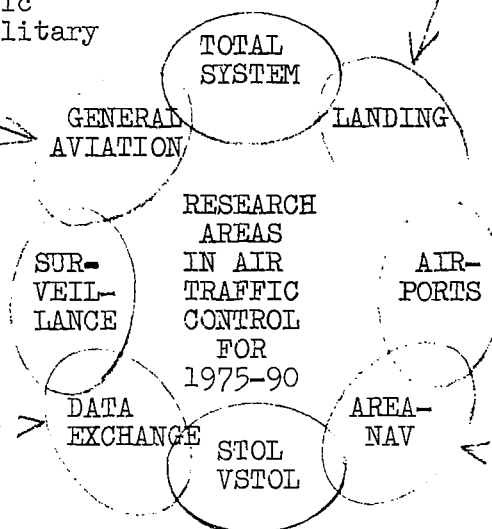 litary
TOTAL
SYSTEM
GENERAL
AVIATION
LANDING
RESEARCH
AREAS
IN AIR
TRAFFIC
CONTROL
FOR
1975-90
SUR-
VEIL-
LANCE
AIR-
PORTS
DATA
EXCHANGE
STOL
VSTOL
AREA-
NAV